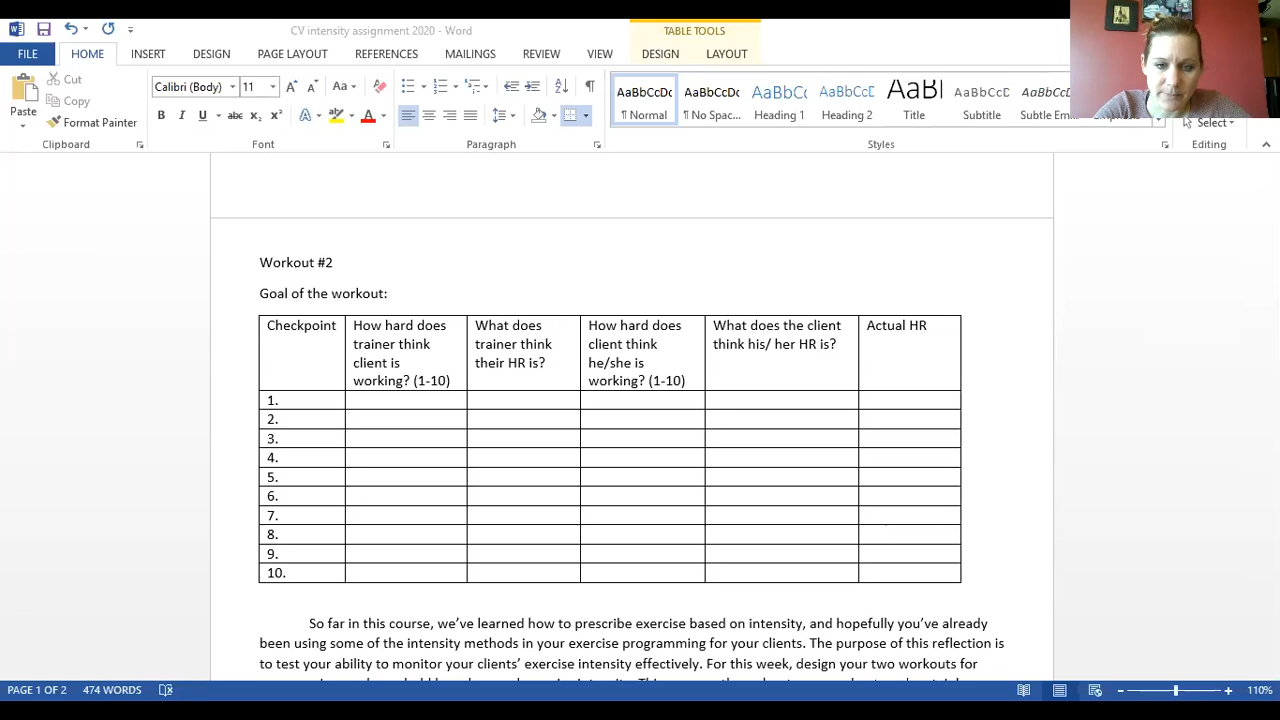 CV intensity assignment 2020 - Word
TABLE TOOLS
FILE HOME INSERT DESIGN PAGE LAYOUT REFERENCES MAILINGS REVIEW VIEW DESIGN LAYOUT
Paste
Cut
Copy
Format Painter
Calibri (Body) 11
AaBbCcDc AaBbCcDc AaBbCc AaBbCcD AaBl AaBbCcD
¶ Normal ¶ No Spac... Heading 1 Heading 2 Title Subtitle Subtle Em...
Select
Clipboard Font Paragraph Styles Editing
Workout #2
Goal of the workout:
Checkpoint
How hard does
trainer think
client is
working? (1-10)
What does
trainer think
their HR is?
How hard does
client think
he/she is
working? (1-10)
What does the client
think his/ her HR is?
Actual HR
1.
2.
3.
4.
5.
6.
7.
8.
9.
10.
So far in this course, we’ve learned how to prescribe exercise based on intensity, and hopefully you’ve already
been using some of the intensity methods in your exercise programming for your clients. The purpose of this reflection is
to test your ability to monitor your clients’ exercise intensity effectively. For this week, design your two workouts for
PAGE 1 OF 2 474 WORDS 110%